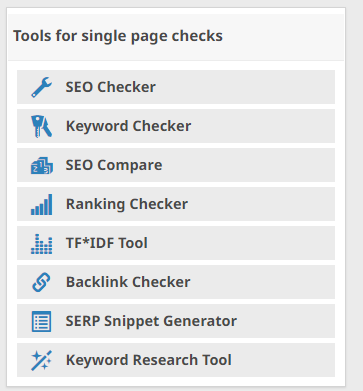 Tools for single page checks
SEO Checker
Keyword Checker
SEO Compare
Ranking Checker
TF*IDF Tool
Backlink Checker
SERP Snippet Generator
Keyword Research Tool